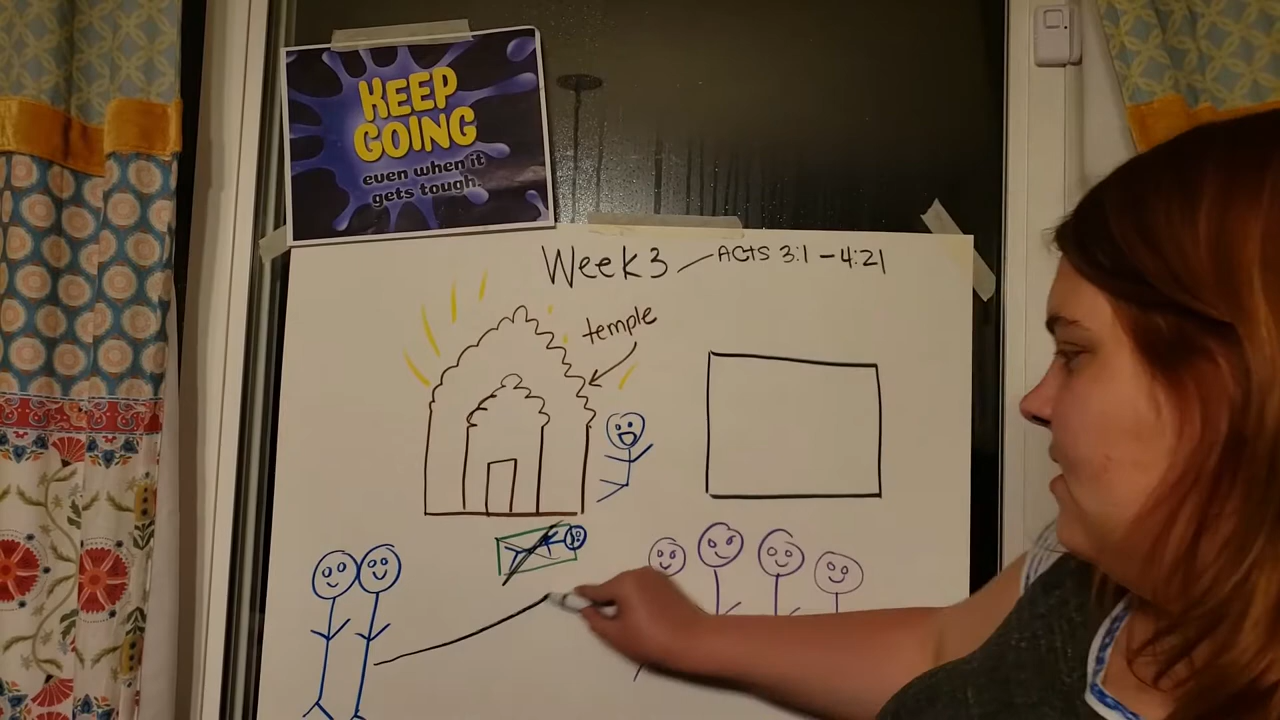 KEEP
GOING
even when it
gets tough.
Week 3 – ACTS 3:1 – 4:21
temple